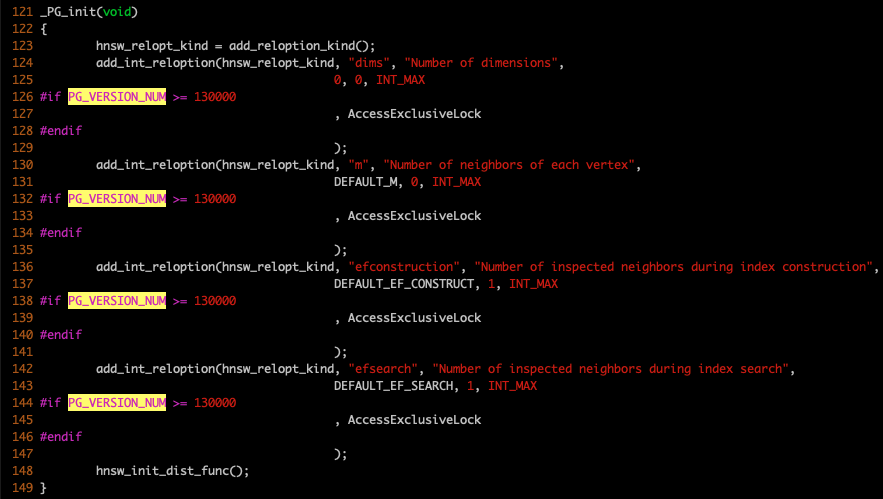 121 _PG_init(void)
122 {
123         hnsw_relopt_kind = add_reloption_kind();
124         add_int_reloption(hnsw_relopt_kind, "dims", "Number of dimensions",
125                                           0, 0, INT_MAX
126 #if PG_VERSION_NUM >= 130000
127                                           , AccessExclusiveLock
128 #endif
129                                           );
130         add_int_reloption(hnsw_relopt_kind, "m", "Number of neighbors of each vertex",
131                                           DEFAULT_M, 0, INT_MAX
132 #if PG_VERSION_NUM >= 130000
133                                           , AccessExclusiveLock
134 #endif
135                                           );
136         add_int_reloption(hnsw_relopt_kind, "efconstruction", "Number of inspected neighbors during index construction",
137                                           DEFAULT_EF_CONSTRUCT, 1, INT_MAX
138 #if PG_VERSION_NUM >= 130000
139                                           , AccessExclusiveLock
140 #endif
141                                           );
142         add_int_reloption(hnsw_relopt_kind, "efsearch", "Number of inspected neighbors during index search",
143                                           DEFAULT_EF_SEARCH, 1, INT_MAX
144 #if PG_VERSION_NUM >= 130000
145                                           , AccessExclusiveLock
146 #endif
147                                           );
148         hnsw_init_dist_func();
149 }